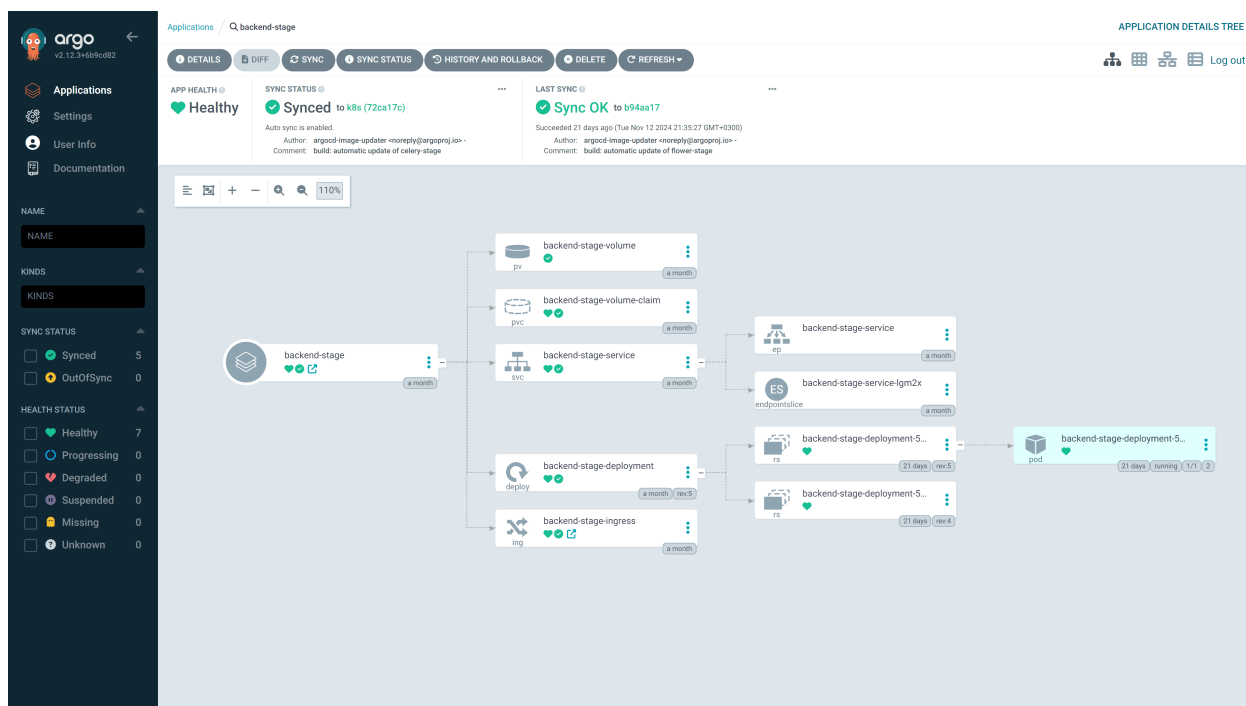 argo
v2.12.3+6b9cd82
Applications
Settings
User Info
Documentation
NAME
NAME
KINDS
KINDS
SYNC STATUS
Synced 5
OutOfSync 0
HEALTH STATUS
Healthy 7
Progressing 0
Degraded 0
Suspended 0
Missing 0
Unknown 0
Applications / backend-stage
APPLICATION DETAILS TREE
DETAILS DIFF SYNC SYNC STATUS HISTORY AND ROLLBACK DELETE REFRESH
Log out
APP HEALTH
Healthy
SYNC STATUS
Synced to k8s (72ca17c)
Auto sync is enabled.
Author: argocd-image-updater <noreply@argoproj.io> -
Comment: build: automatic update of celery-stage
LAST SYNC
Sync OK to b94aa17
Succeeded 21 days ago (Tue Nov 12 2024 21:35:27 GMT+0300)
Author: argocd-image-updater <noreply@argoproj.io> -
Comment: build: automatic update of flower-stage
110%
backend-stage
a month
backend-stage-volume
pv
a month
backend-stage-volume-claim
pvc
a month
backend-stage-service
svc
a month
backend-stage-deployment
deploy
a month rev:5
backend-stage-ingress
ing
a month
backend-stage-service
ep
a month
ES
backend-stage-service-lgm2x
endpointslice
a month
backend-stage-deployment-5...
rs
21 days rev:5
backend-stage-deployment-5...
rs
21 days rev:4
backend-stage-deployment-5...
pod
21 days running 1/1 2